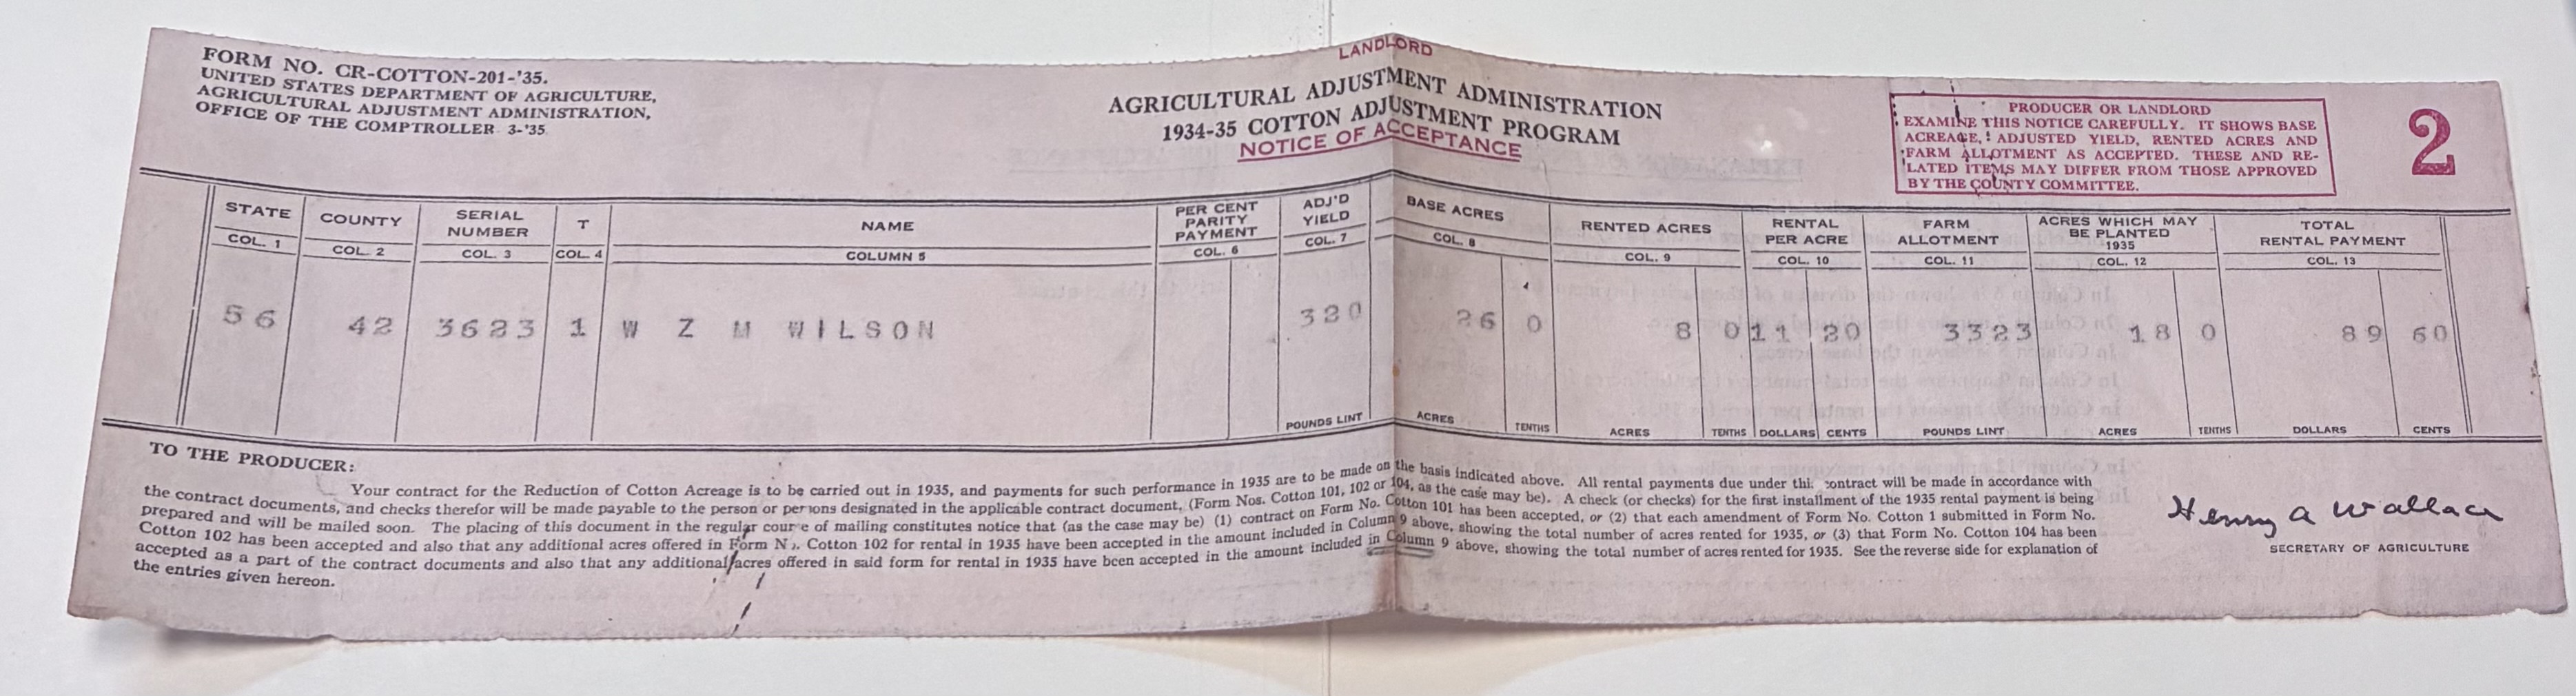 LANDLORD
FORM NO. CR-COTTON-201-'35.
UNITED STATES DEPARTMENT OF AGRICULTURE,
AGRICULTURAL ADJUSTMENT ADMINISTRATION,
OFFICE OF THE COMPTROLLER 3-'35
AGRICULTURAL ADJUSTMENT ADMINISTRATION
1934-35 COTTON ADJUSTMENT PROGRAM
NOTICE OF ACCEPTANCE
PRODUCER OR LANDLORD
EXAMINE THIS NOTICE CAREFULLY. IT SHOWS BASE
ACREAGE, ADJUSTED YIELD, RENTED ACRES AND
FARM ALLOTMENT AS ACCEPTED. THESE AND RE-
LATED ITEMS MAY DIFFER FROM THOSE APPROVED
BY THE COUNTY COMMITTEE.
2
STATE COUNTY SERIAL NUMBER T NAME PER CENT PARITY PAYMENT ADJ'D YIELD BASE ACRES RENTED ACRES RENTAL PER ACRE FARM ALLOTMENT ACRES WHICH MAY BE PLANTED 1935 TOTAL RENTAL PAYMENT
COL. 1 COL. 2 COL. 3 COL. 4 COLUMN 5 COL. 6 COL. 7 COL. 8 COL. 9 COL. 10 COL. 11 COL. 12 COL. 13
56 42 3623 1 W Z M WILSON 320 26 0 8 0 11 20 3323 18 0 89 60
POUNDS LINT ACRES TENTHS ACRES TENTHS DOLLARS CENTS POUNDS LINT ACRES TENTHS DOLLARS CENTS
TO THE PRODUCER:
Your contract for the Reduction of Cotton Acreage is to be carried out in 1935, and payments for such performance in 1935 are to be made on the basis indicated above. All rental payments due under this contract will be made in accordance with
the contract documents, and checks therefor will be made payable to the person or persons designated in the applicable contract document, (Form Nos. Cotton 101, 102 or 104, as the case may be). A check (or checks) for the first installment of the 1935 rental payment is being
prepared and will be mailed soon. The placing of this document in the regular course of mailing constitutes notice that (as the case may be) (1) contract on Form No. Cotton 101 has been accepted, or (2) that each amendment of Form No. Cotton 1 submitted in Form No.
Cotton 102 has been accepted and also that any additional acres offered in Form No. Cotton 102 for rental in 1935 have been accepted in the amount included in Column 9 above, showing the total number of acres rented for 1935, or (3) that Form No. Cotton 104 has been
accepted as a part of the contract documents and also that any additional acres offered in said form for rental in 1935 have been accepted in the amount included in Column 9 above, showing the total number of acres rented for 1935. See the reverse side for explanation of
the entries given hereon.
Henry A Wallace
SECRETARY OF AGRICULTURE